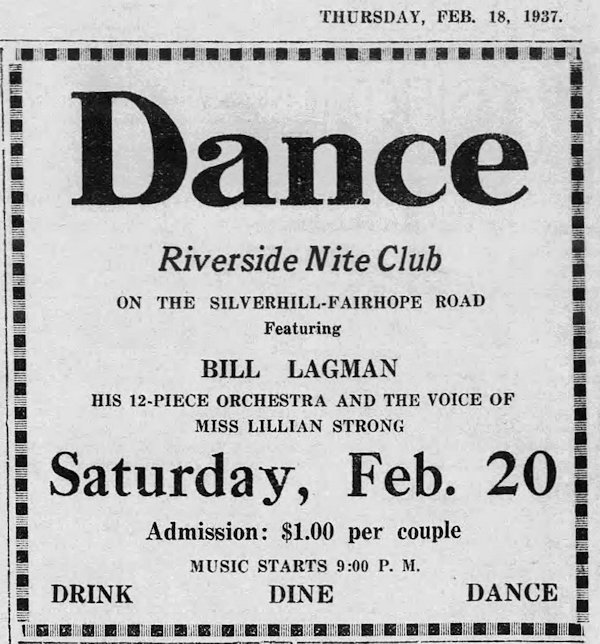 THURSDAY, FEB. 18, 1937.
Dance
Riverside Nite Club
ON THE SILVERHILL-FAIRHOPE ROAD
Featuring
BILL LAGMAN
HIS 12-PIECE ORCHESTRA AND THE VOICE OF
MISS LILLIAN STRONG
Saturday, Feb. 20
Admission: $1.00 per couple
MUSIC STARTS 9:00 P. M.
DRINK DINE DANCE